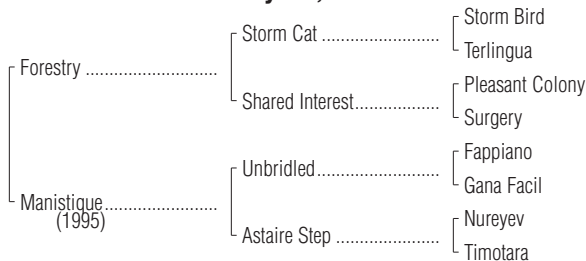 Storm Bird
Storm Cat ........................
Terlingua
Forestry ...........................
Pleasant Colony
Shared Interest.................
Surgery
Fappiano
Unbridled.........................
Gana Facil
Manistique.......................
(1995)
Nureyev
Astaire Step .....................
Timotara